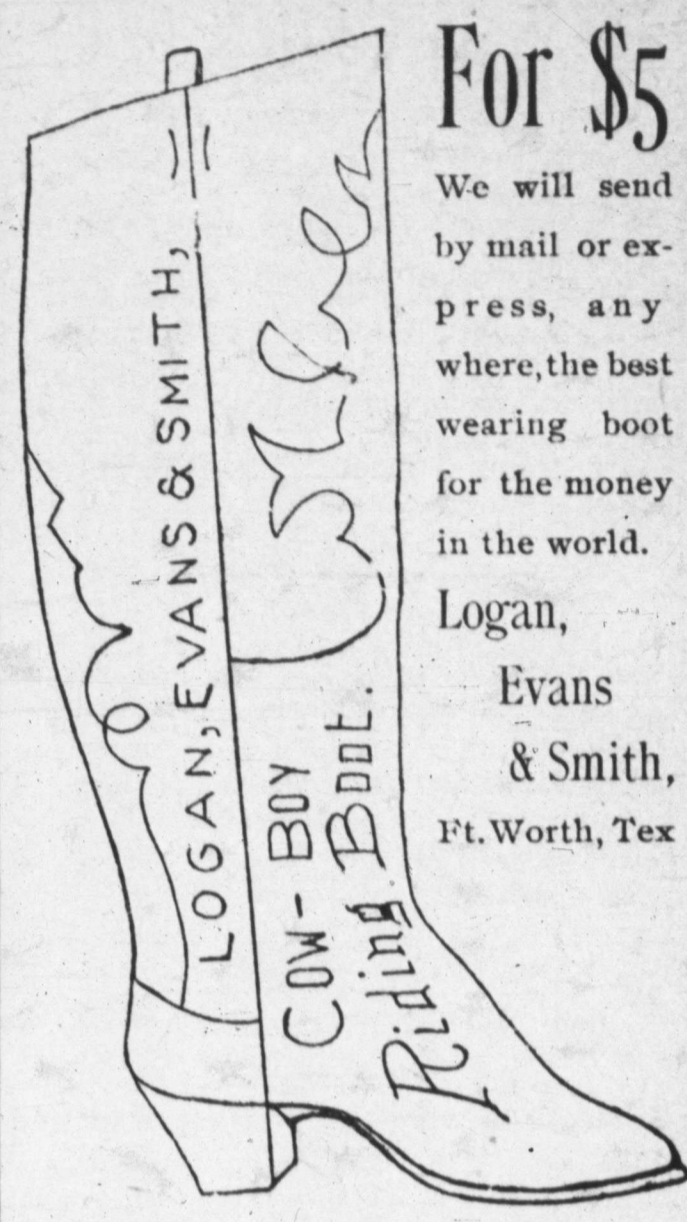 For $5
We will send
by mail or ex-
press, any
where, the best
wearing boot
for the money
in the world.
Logan,
Evans
& Smith,
Ft. Worth, Tex
LOGAN, EVANS & SMITH,
COW-BOY
Riding Boot.